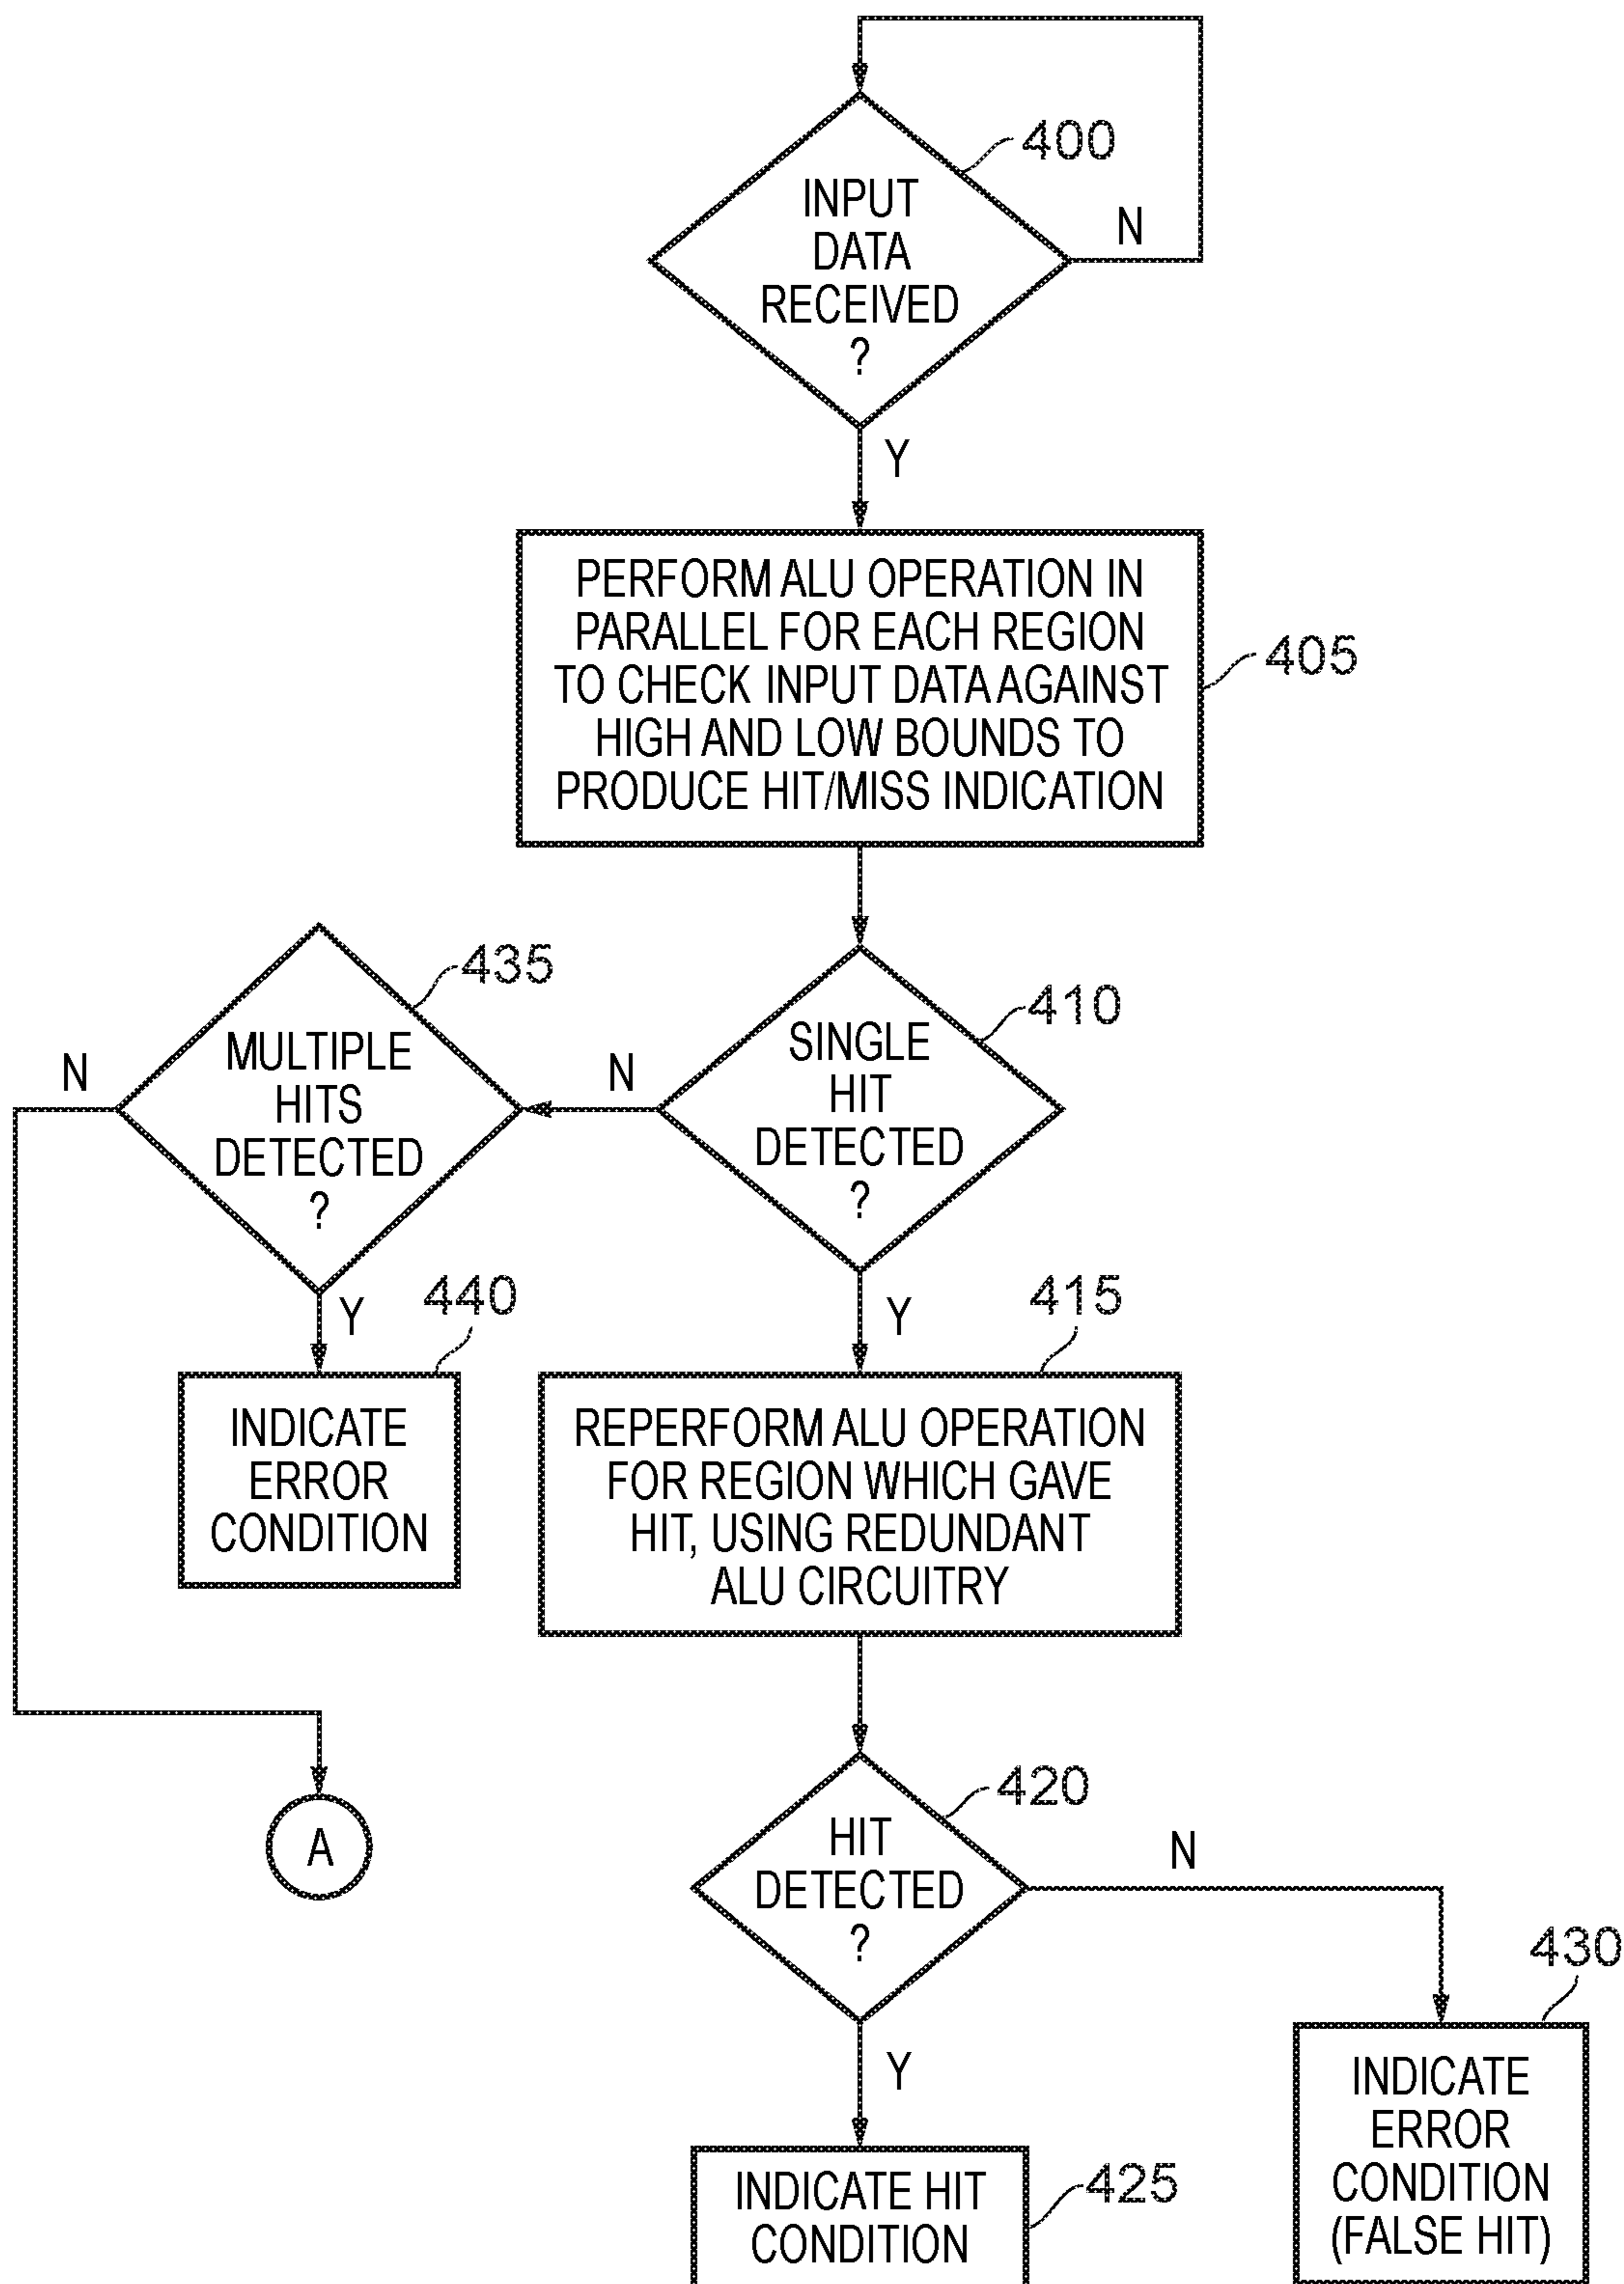 400
INPUT
DATA
RECEIVED
?
N
Y
PERFORM ALU OPERATION IN
PARALLEL FOR EACH REGION
TO CHECK INPUT DATA AGAINST
HIGH AND LOW BOUNDS TO
PRODUCE HIT/MISS INDICATION
405
435
MULTIPLE
HITS
DETECTED
?
N
Y
410
SINGLE
HIT
DETECTED
?
N
Y
440
INDICATE
ERROR
CONDITION
415
REPERFORM ALU OPERATION
FOR REGION WHICH GAVE
HIT, USING REDUNDANT
ALU CIRCUITRY
A
420
HIT
DETECTED
?
N
Y
430
INDICATE
ERROR
CONDITION
(FALSE HIT)
INDICATE HIT
CONDITION
425